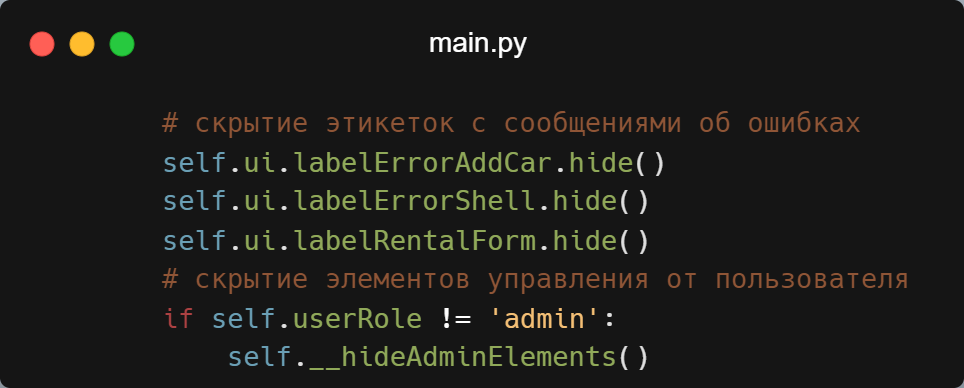 main.py
# скрытие этикеток с сообщениями об ошибках
self.ui.labelErrorAddCar.hide()
self.ui.labelErrorShell.hide()
self.ui.labelRentalForm.hide()
# скрытие элементов управления от пользователя
if self.userRole != 'admin':
    self.__hideAdminElements()